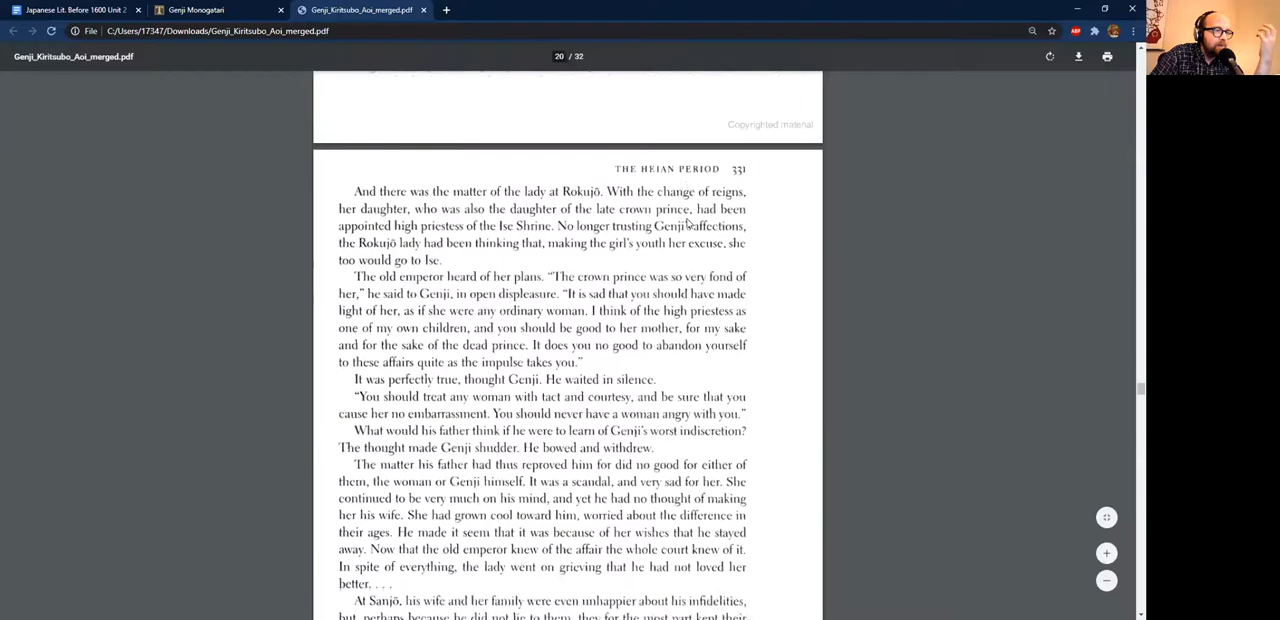 Japanese Lit. Before 1600 Unit 2
Genji Monogatari
Genji_Kiritsubo_Aoi_merged.pdf
File
C:/Users/17347/Downloads/Genji_Kiritsubo_Aoi_merged.pdf
ABP
Genji_Kiritsubo_Aoi_merged.pdf
20 / 32
Copyrighted material
THE HEIAN PERIOD 331
And there was the matter of the lady at Rokujō. With the change of reigns,
her daughter, who was also the daughter of the late crown prince, had been
appointed high priestess of the Ise Shrine. No longer trusting Genji's affections,
the Rokujō lady had been thinking that, making the girl's youth her excuse, she
too would go to Ise.
The old emperor heard of her plans. "The crown prince was so very fond of
her," he said to Genji, in open displeasure. "It is sad that you should have made
light of her, as if she were any ordinary woman. I think of the high priestess as
one of my own children, and you should be good to her mother, for my sake
and for the sake of the dead prince. It does you no good to abandon yourself
to these affairs quite as the impulse takes you."
It was perfectly true, thought Genji. He waited in silence.
"You should treat any woman with tact and courtesy, and be sure that you
cause her no embarrassment. You should never have a woman angry with you."
What would his father think if he were to learn of Genji's worst indiscretion?
The thought made Genji shudder. He bowed and withdrew.
The matter his father had thus reproved him for did no good for either of
them, the woman or Genji himself. It was a scandal, and very sad for her. She
continued to be very much on his mind, and yet he had no thought of making
her his wife. She had grown cool toward him, worried about the difference in
their ages. He made it seem that it was because of her wishes that he stayed
away. Now that the old emperor knew of the affair the whole court knew of it.
In spite of everything, the lady went on grieving that he had not loved her
better. . . .
At Sanjō, his wife and her family were even unhappier about his infidelities,
but, perhaps because he did not lie to them, they for the most part kept their